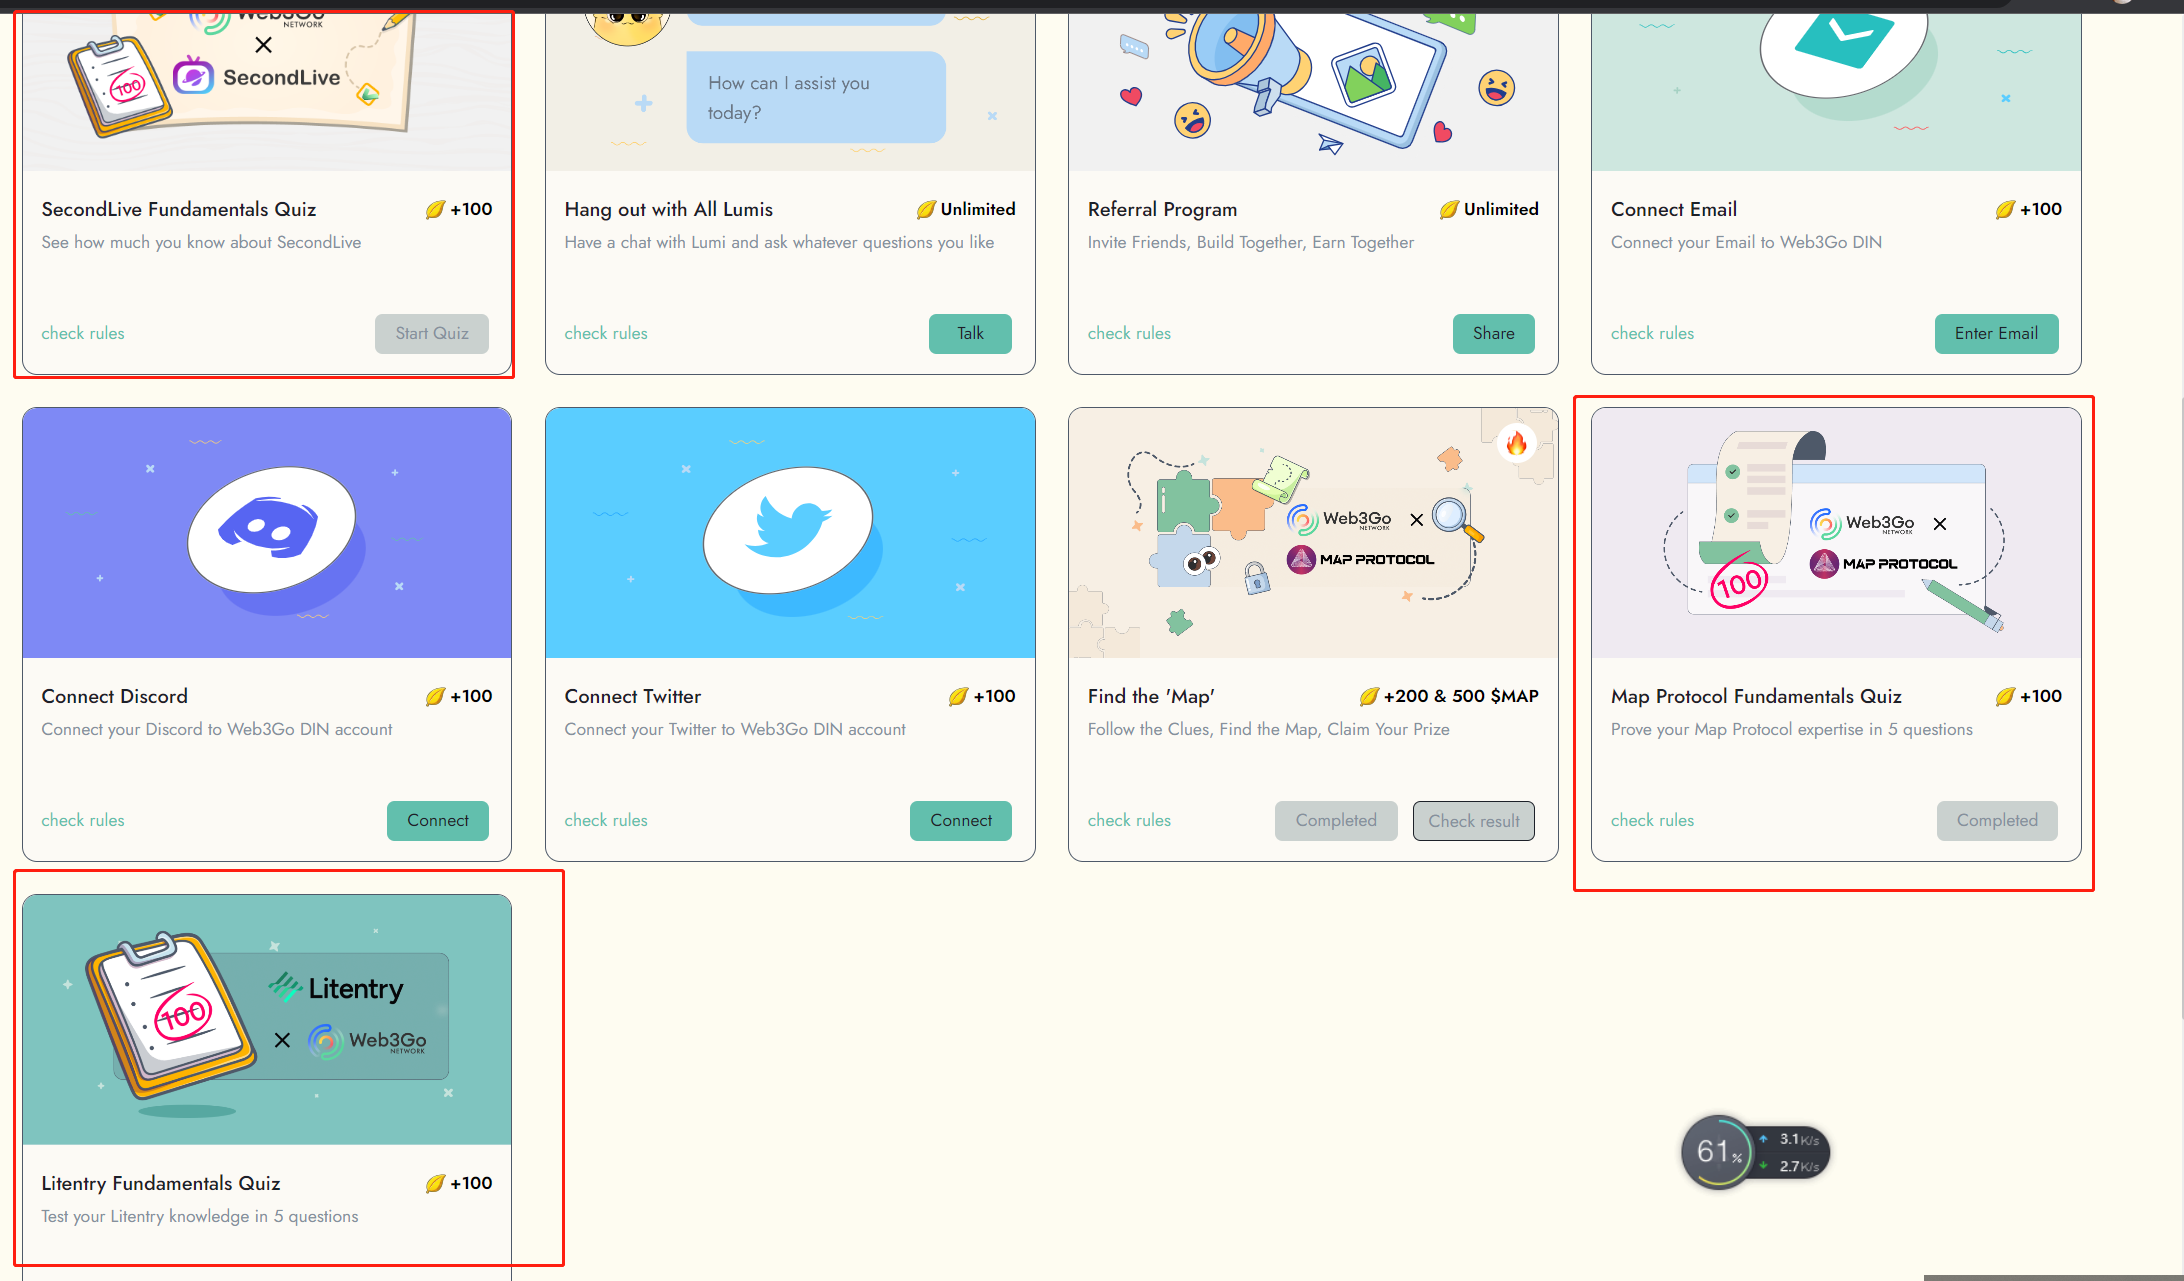 Web3Go
NETWORK
SecondLive
100
How can I assist you
today?
SecondLive Fundamentals Quiz
+100
See how much you know about SecondLive
check rules
Start Quiz
Hang out with All Lumis
Unlimited
Have a chat with Lumi and ask whatever questions you like
check rules
Talk
Referral Program
Unlimited
Invite Friends, Build Together, Earn Together
check rules
Share
Connect Email
+100
Connect your Email to Web3Go DIN
check rules
Enter Email
Connect Discord
+100
Connect your Discord to Web3Go DIN account
check rules
Connect
Connect Twitter
+100
Connect your Twitter to Web3Go DIN account
check rules
Connect
Web3Go
NETWORK
MAP PROTOCOL
Find the 'Map'
+200 & 500 $MAP
Follow the Clues, Find the Map, Claim Your Prize
check rules
Completed
Check result
Web3Go
NETWORK
MAP PROTOCOL
100
Map Protocol Fundamentals Quiz
+100
Prove your Map Protocol expertise in 5 questions
check rules
Completed
Litentry
100
Web3Go
NETWORK
Litentry Fundamentals Quiz
+100
Test your Litentry knowledge in 5 questions
61%
3.1K/s
2.7K/s